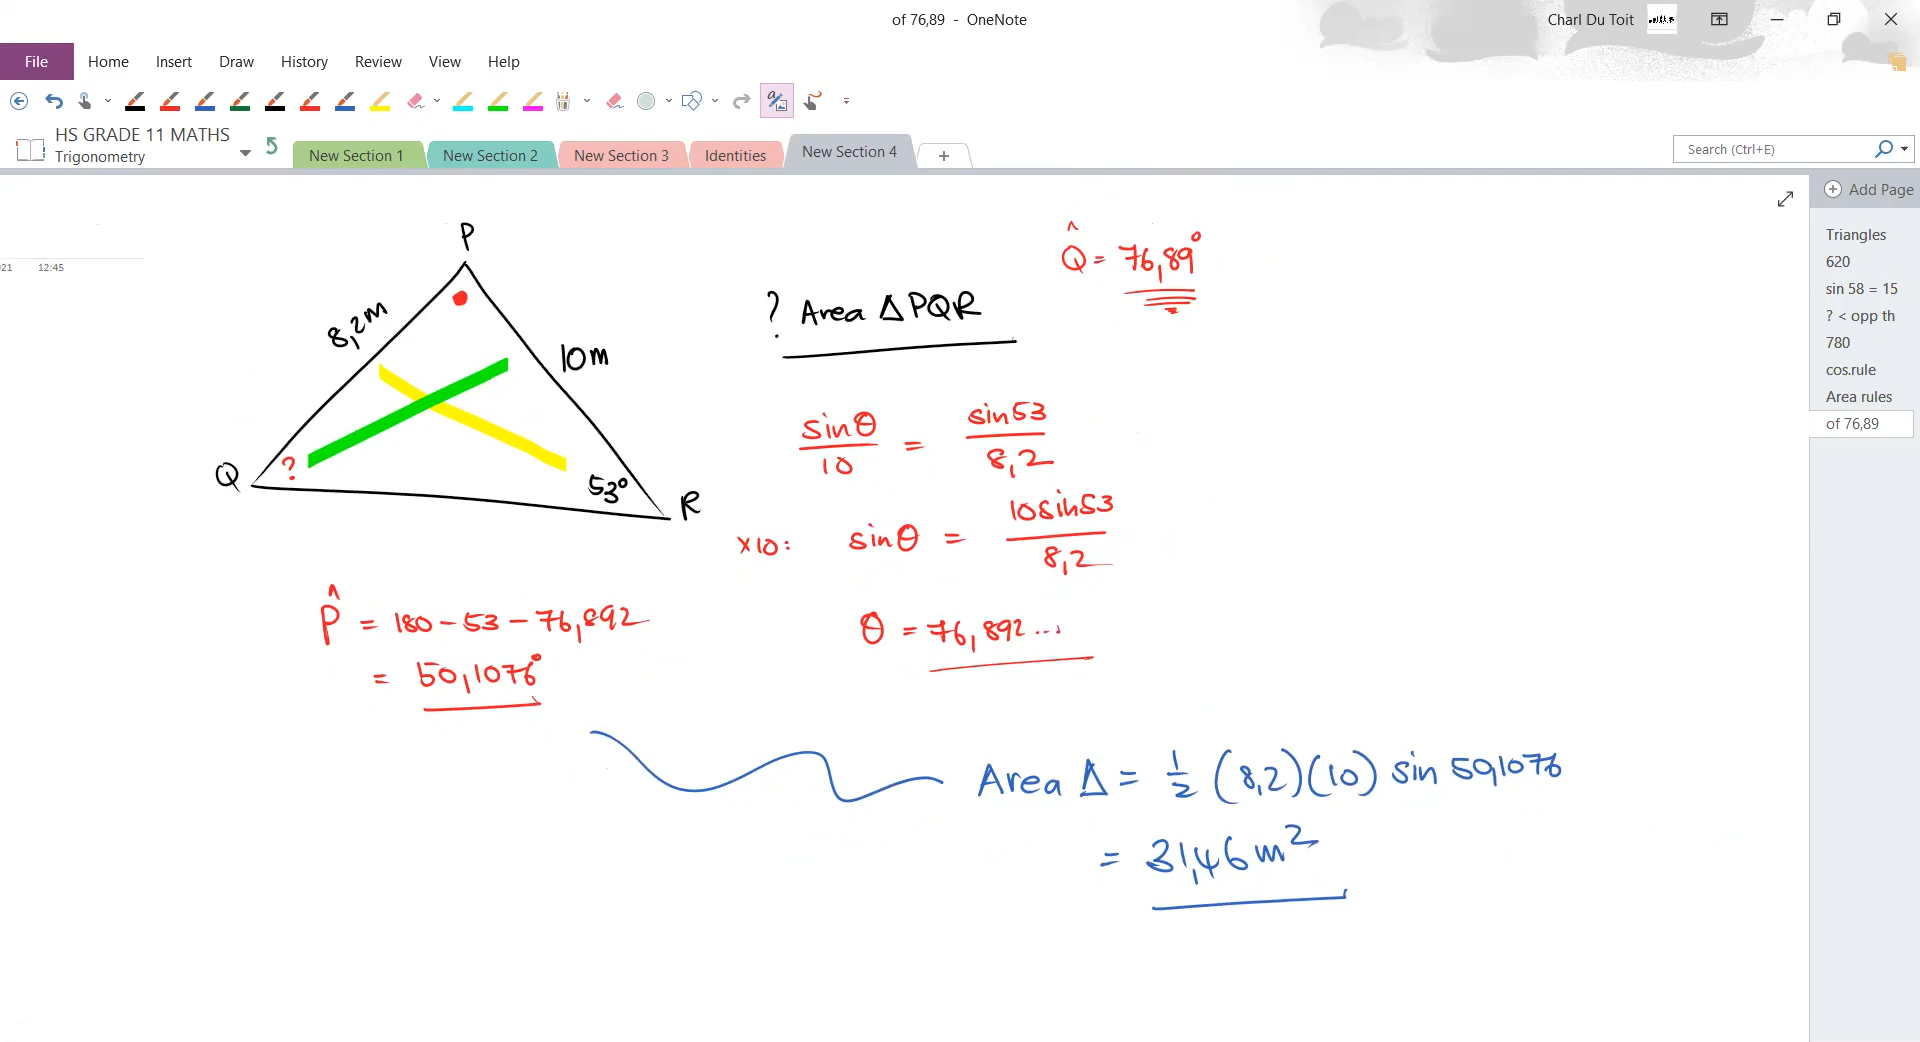 of 76,89 - OneNote
Charl Du Toit
File Home Insert Draw History Review View Help
HS GRADE 11 MATHS
Trigonometry
New Section 1
New Section 2
New Section 3
Identities
New Section 4
+
Search (Ctrl+E)
Add Page
Triangles
620
sin 58 = 15
? < opp th
780
cos.rule
Area rules
of 76,89
021 12:45
P
8,2m
10m
Q
?
53°
R
Q̂ = 76,89°
? Area Δ PQR
sinθ/10 = sin53/8,2
x10: sinθ = 10sin53/8,2
θ = 76,892...
P̂ = 180 - 53 - 76,892
= 50,1076°
Area Δ = 1/2 (8,2)(10) sin 50,1076
= 31,46 m²